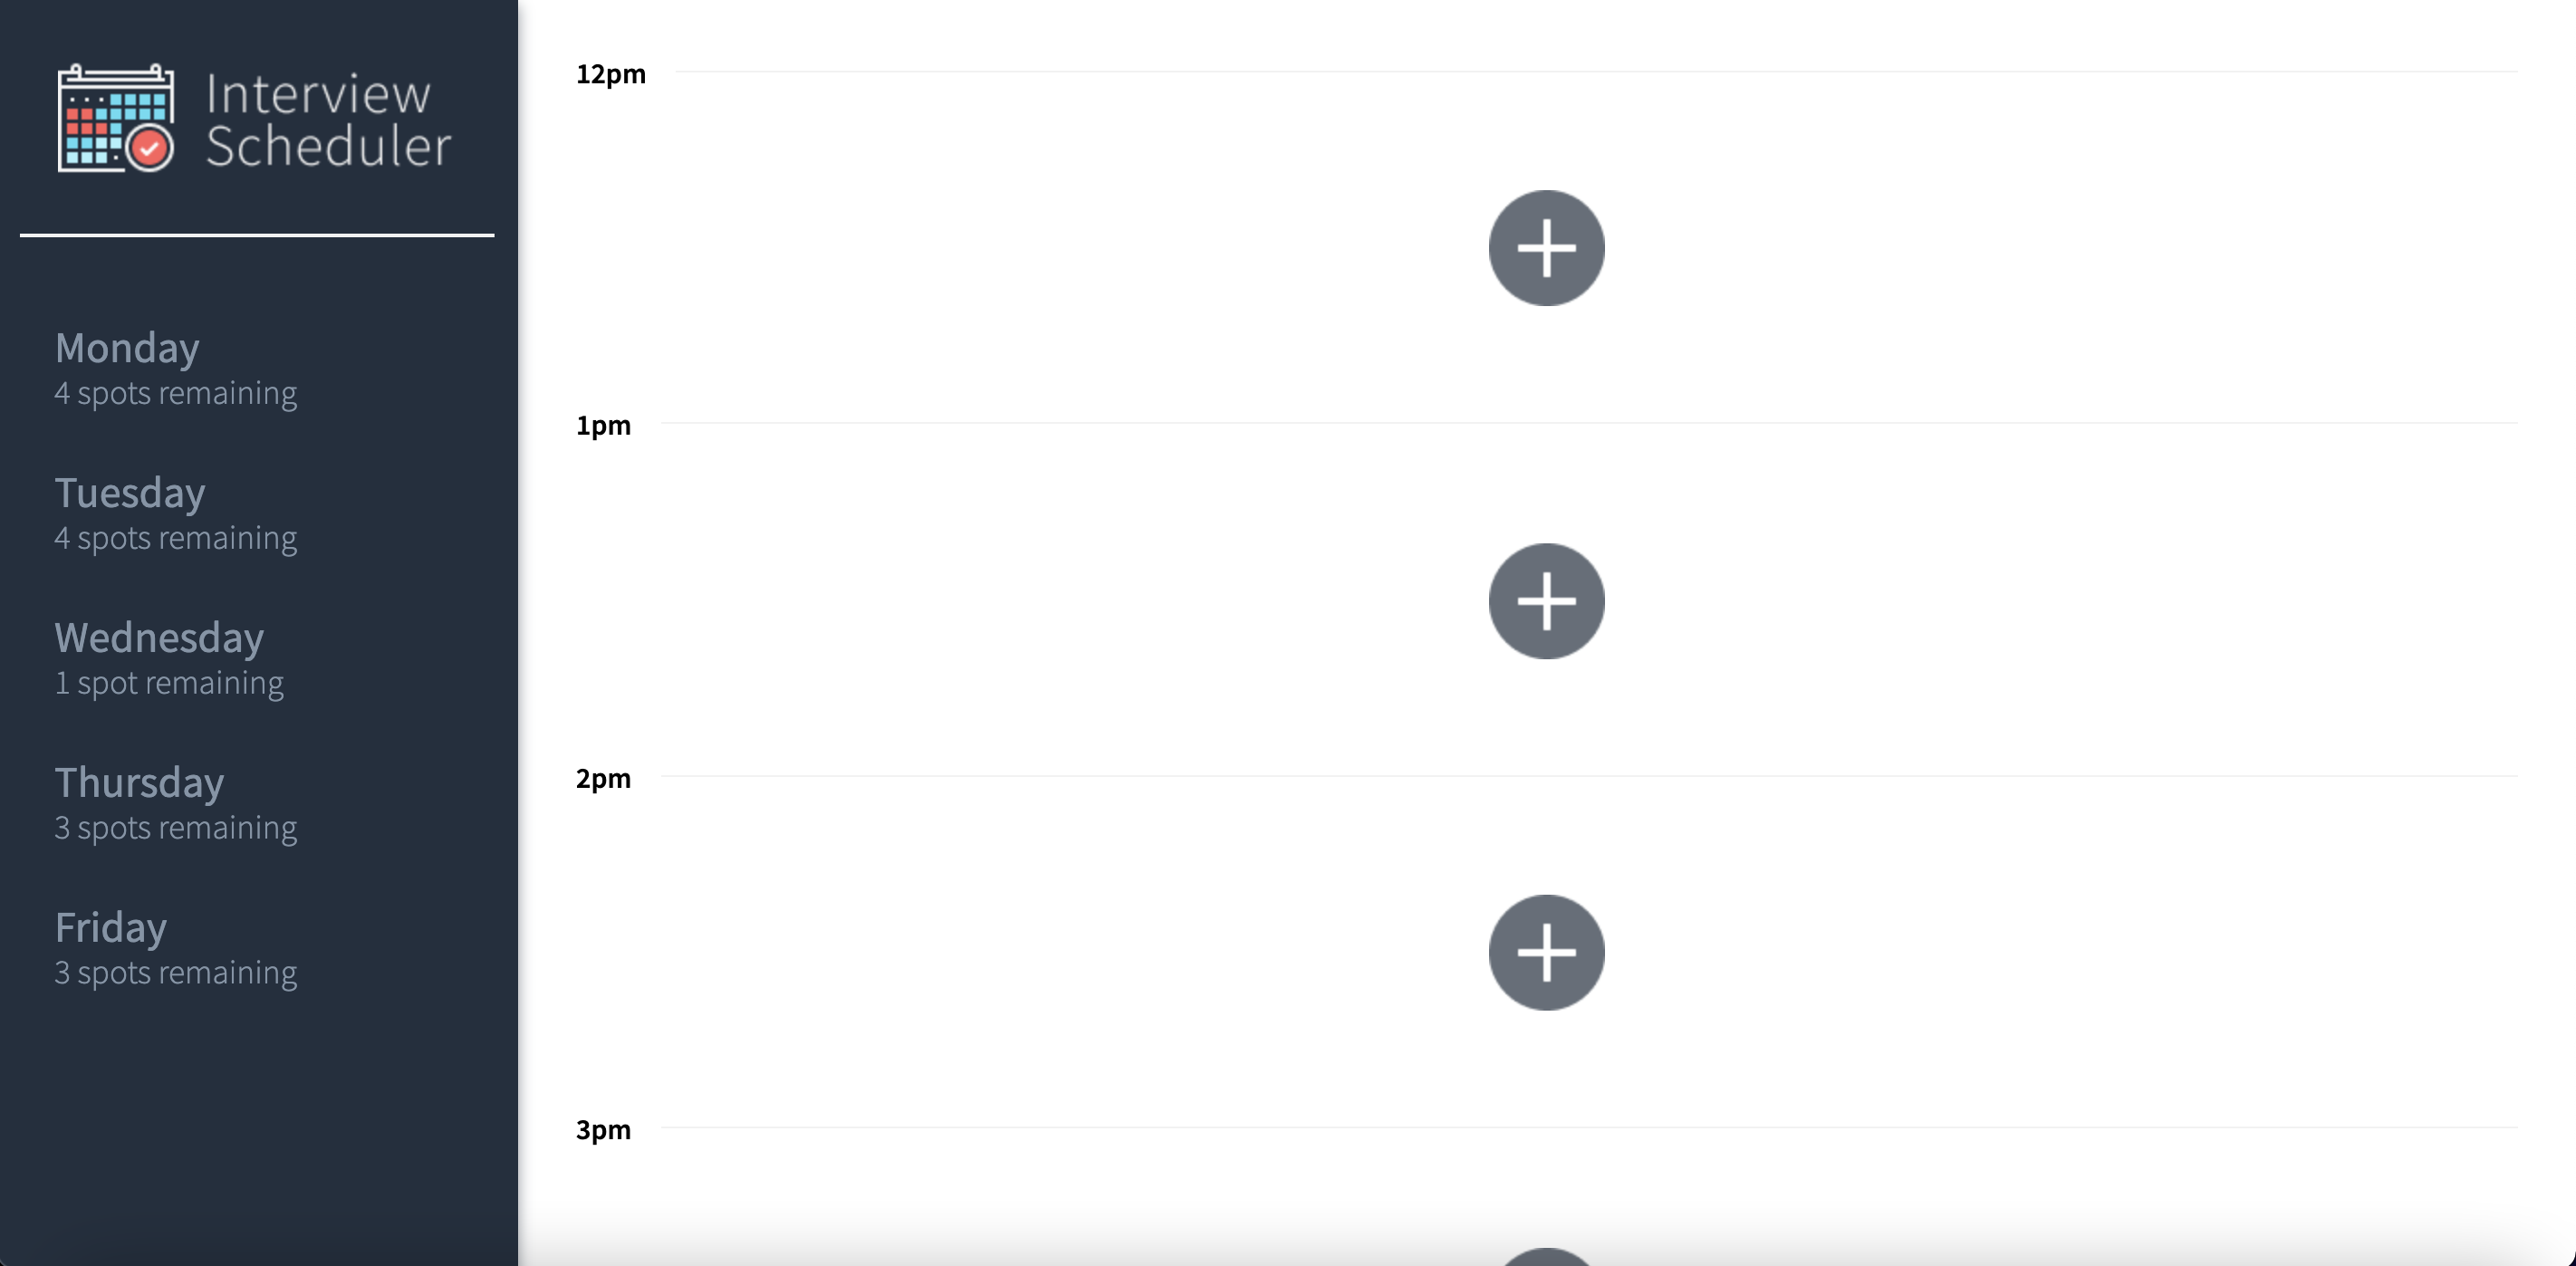 Interview
Scheduler
Monday
4 spots remaining
Tuesday
4 spots remaining
Wednesday
1 spot remaining
Thursday
3 spots remaining
Friday
3 spots remaining
12pm
1pm
2pm
3pm